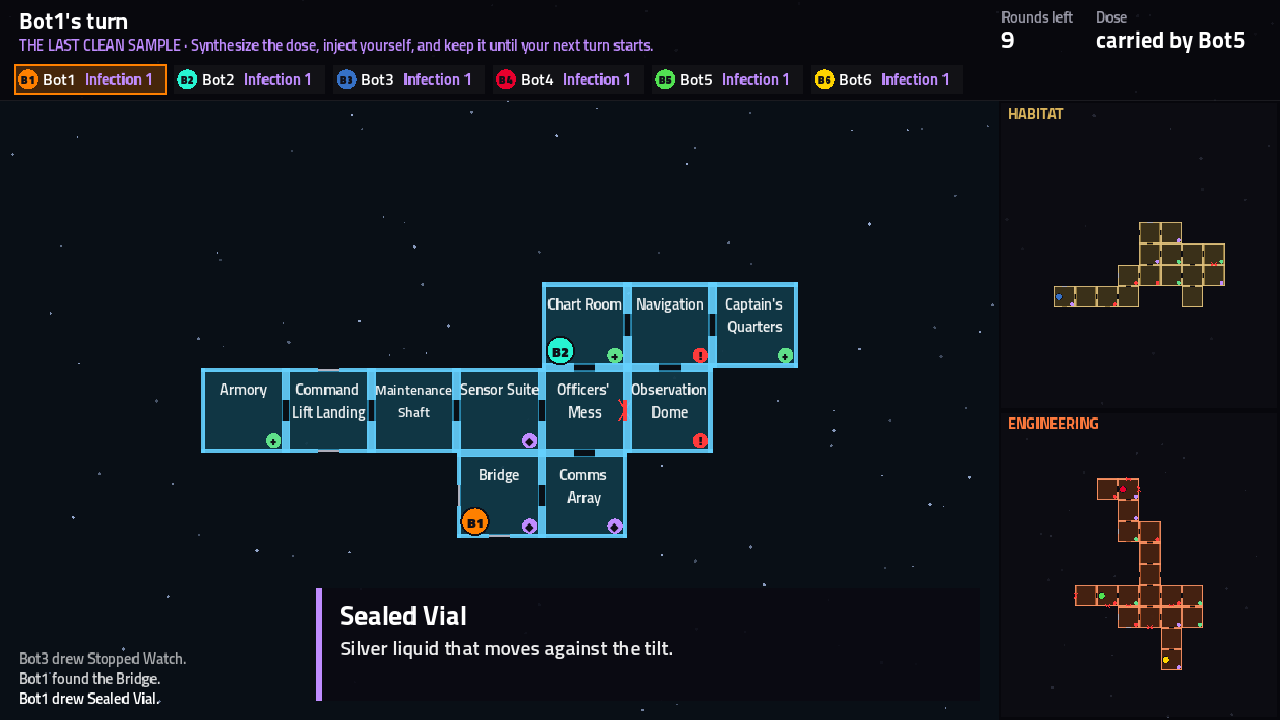 Bot1's turn
THE LAST CLEAN SAMPLE · Synthesize the dose, inject yourself, and keep it until your next turn starts.
Rounds left
9
Dose
carried by Bot5
B1 Bot1 Infection 1
B2 Bot2 Infection 1
B3 Bot3 Infection 1
B4 Bot4 Infection 1
B5 Bot5 Infection 1
B6 Bot6 Infection 1
HABITAT
Chart Room
Navigation
Captain's
Quarters
B2
Armory
Command
Lift Landing
Maintenance
Shaft
Sensor Suite
Officers'
Mess
Observation
Dome
Bridge
Comms
Array
B1
ENGINEERING
Sealed Vial
Silver liquid that moves against the tilt.
Bot3 drew Stopped Watch.
Bot1 found the Bridge.
Bot1 drew Sealed Vial.